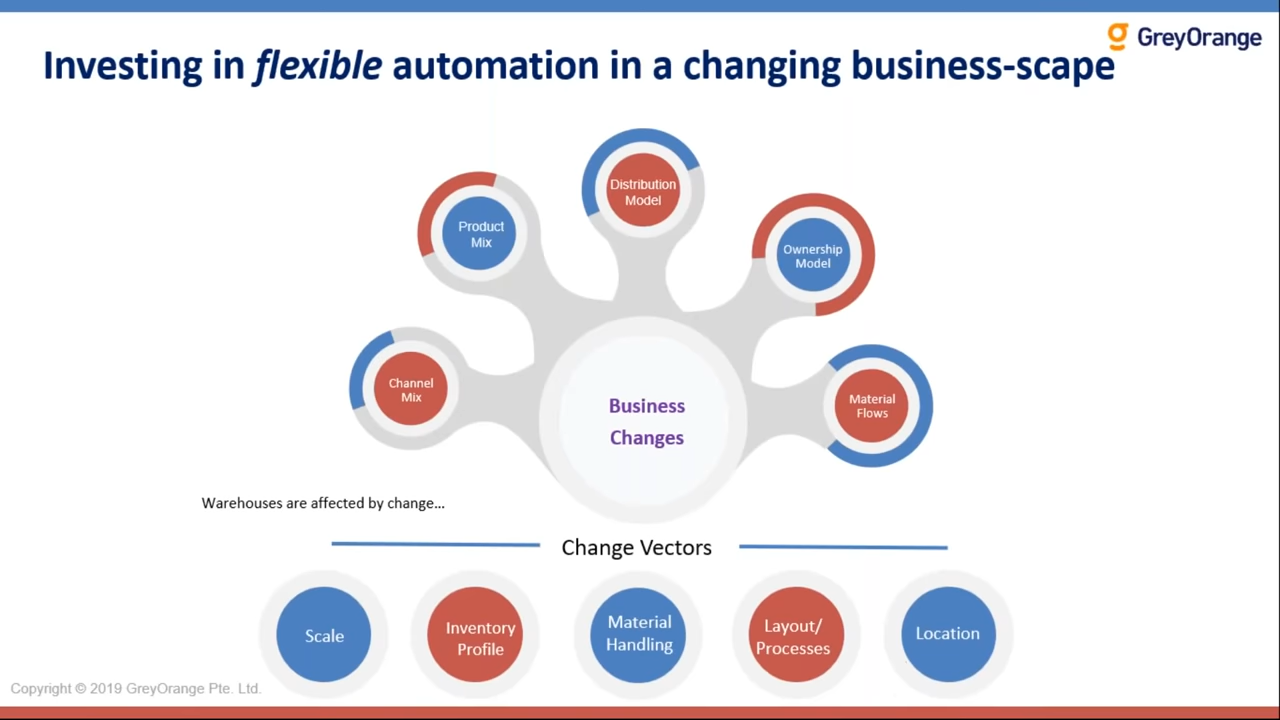 GreyOrange
Investing in flexible automation in a changing business-scape
Distribution
Model
Product
Mix
Ownership
Model
Channel
Mix
Material
Flows
Business
Changes
Warehouses are affected by change...
Change Vectors
Scale
Inventory
Profile
Material
Handling
Layout/
Processes
Location
Copyright © 2019 GreyOrange Pte. Ltd.